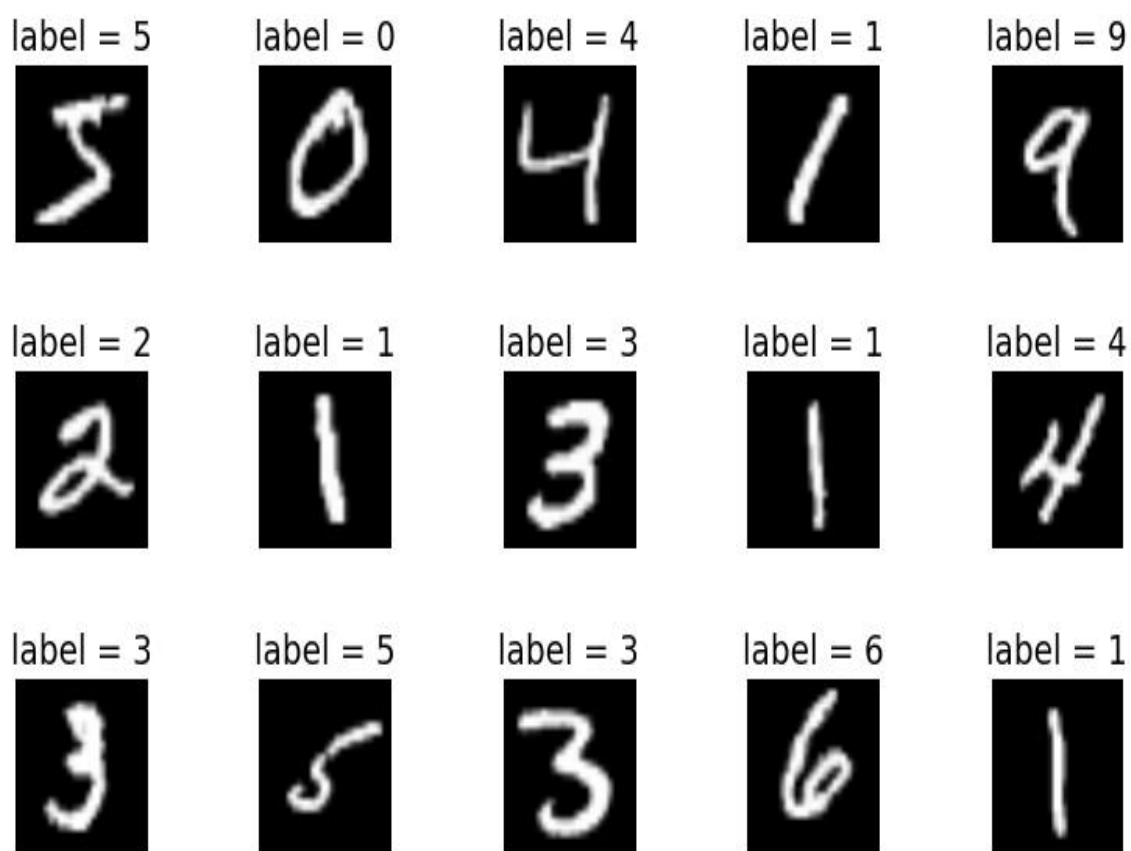 label = 5 label = 0 label = 4 label = 1 label = 9
5 0 4 1 9
label = 2 label = 1 label = 3 label = 1 label = 4
2 1 3 1 4
label = 3 label = 5 label = 3 label = 6 label = 1
3 5 3 6 1